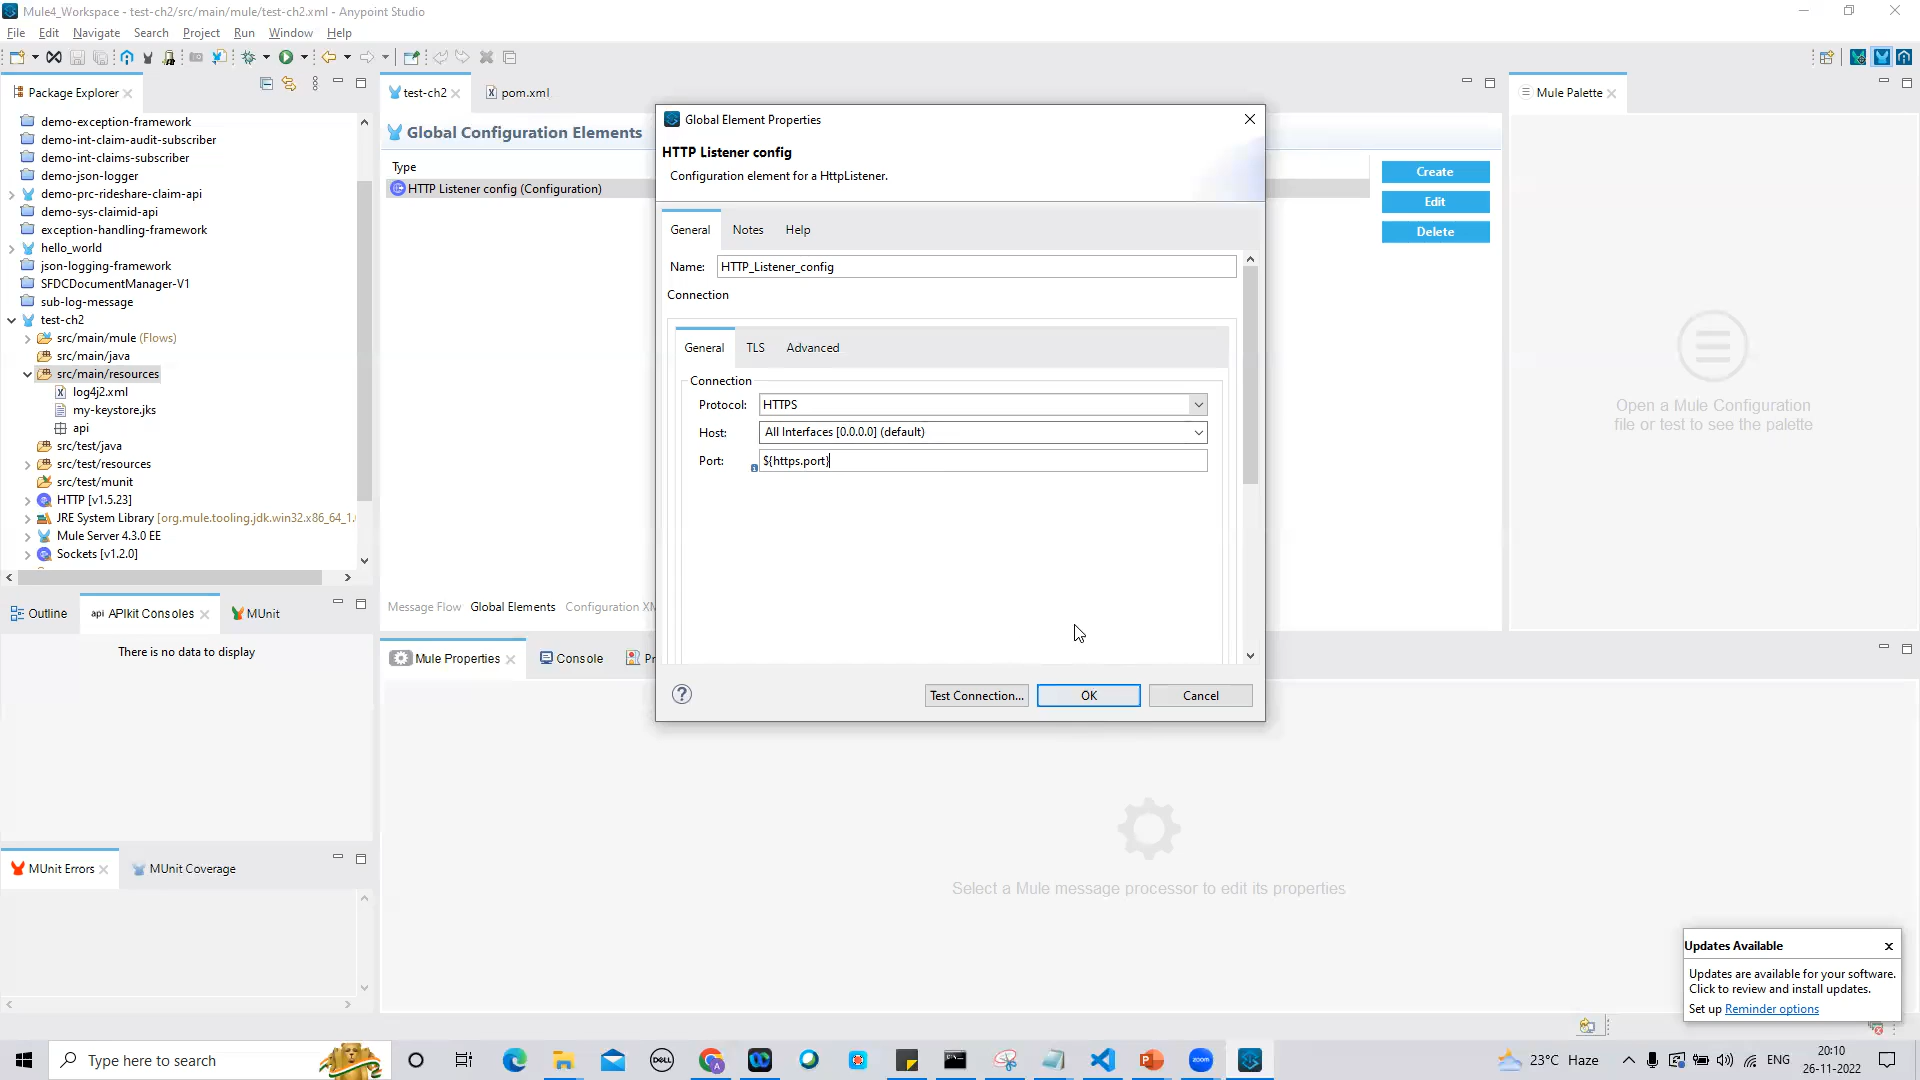 Mule4_Workspace - test-ch2/src/main/mule/test-ch2.xml - Anypoint Studio
File Edit Navigate Search Project Run Window Help
Package Explorer
demo-exception-framework
demo-int-claim-audit-subscriber
demo-int-claims-subscriber
demo-json-logger
demo-prc-rideshare-claim-api
demo-sys-claimid-api
exception-handling-framework
hello_world
json-logging-framework
SFDCDocumentManager-V1
sub-log-message
test-ch2
src/main/mule (Flows)
src/main/java
src/main/resources
log4j2.xml
my-keystore.jks
api
src/test/java
src/test/resources
src/test/munit
HTTP [v1.5.23]
JRE System Library [org.mule.tooling.jdk.win32.x86_64_1.
Mule Server 4.3.0 EE
Sockets [v1.2.0]
Outline
api APIkit Consoles
MUnit
There is no data to display
MUnit Errors
MUnit Coverage
test-ch2
pom.xml
Global Configuration Elements
Type
HTTP Listener config (Configuration)
Create
Edit
Delete
Message Flow Global Elements Configuration XM
Mule Properties
Console
Pr
Select a Mule message processor to edit its properties
Global Element Properties
HTTP Listener config
Configuration element for a HttpListener.
General Notes Help
Name: HTTP_Listener_config
Connection
General TLS Advanced
Connection
Protocol: HTTPS
Host: All Interfaces [0.0.0.0] (default)
Port: ${https.port}
Test Connection... OK Cancel
Mule Palette
Open a Mule Configuration
file or test to see the palette
Updates Available
Updates are available for your software.
Click to review and install updates.
Set up Reminder options
Type here to search
DELL
zoom
23°C Haze
ENG
20:10
26-11-2022